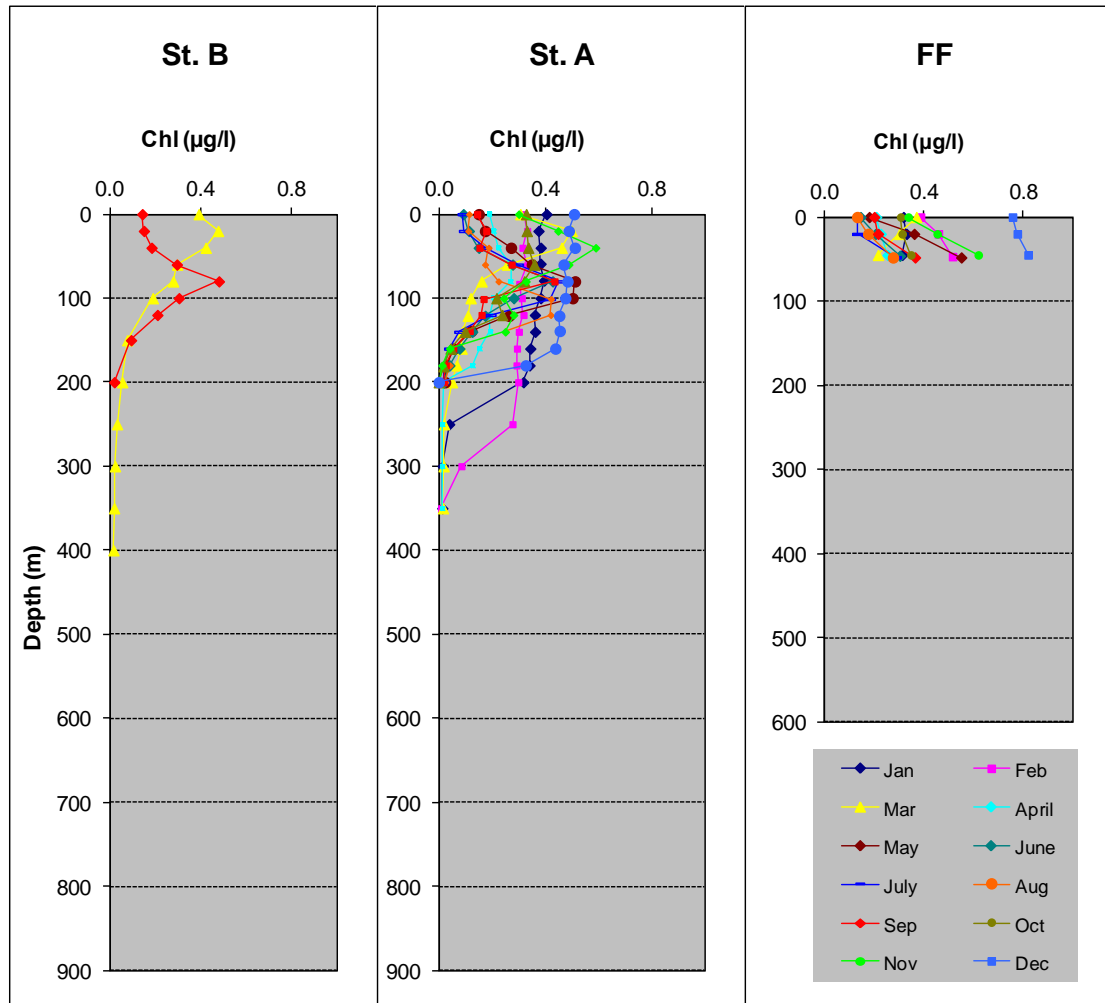 St. B
St. A
FF
Chl (µg/l)
Chl (µg/l)
Chl (µg/l)
0.0 0.4 0.8
0.0 0.4 0.8
0.0 0.4 0.8
Depth (m)
0
100
200
300
400
500
600
700
800
900
0
100
200
300
400
500
600
700
800
900
0
100
200
300
400
500
600
Jan Feb
Mar April
May June
July Aug
Sep Oct
Nov Dec